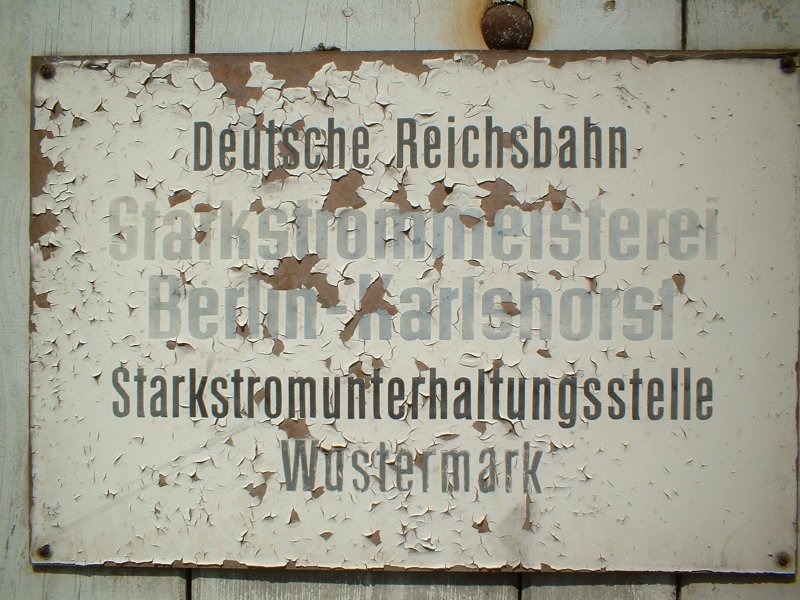 Deutsche Reichsbahn
Starkstrommeisterei
Berlin-Karlshorst
Starkstromunterhaltungsstelle
Wustermark